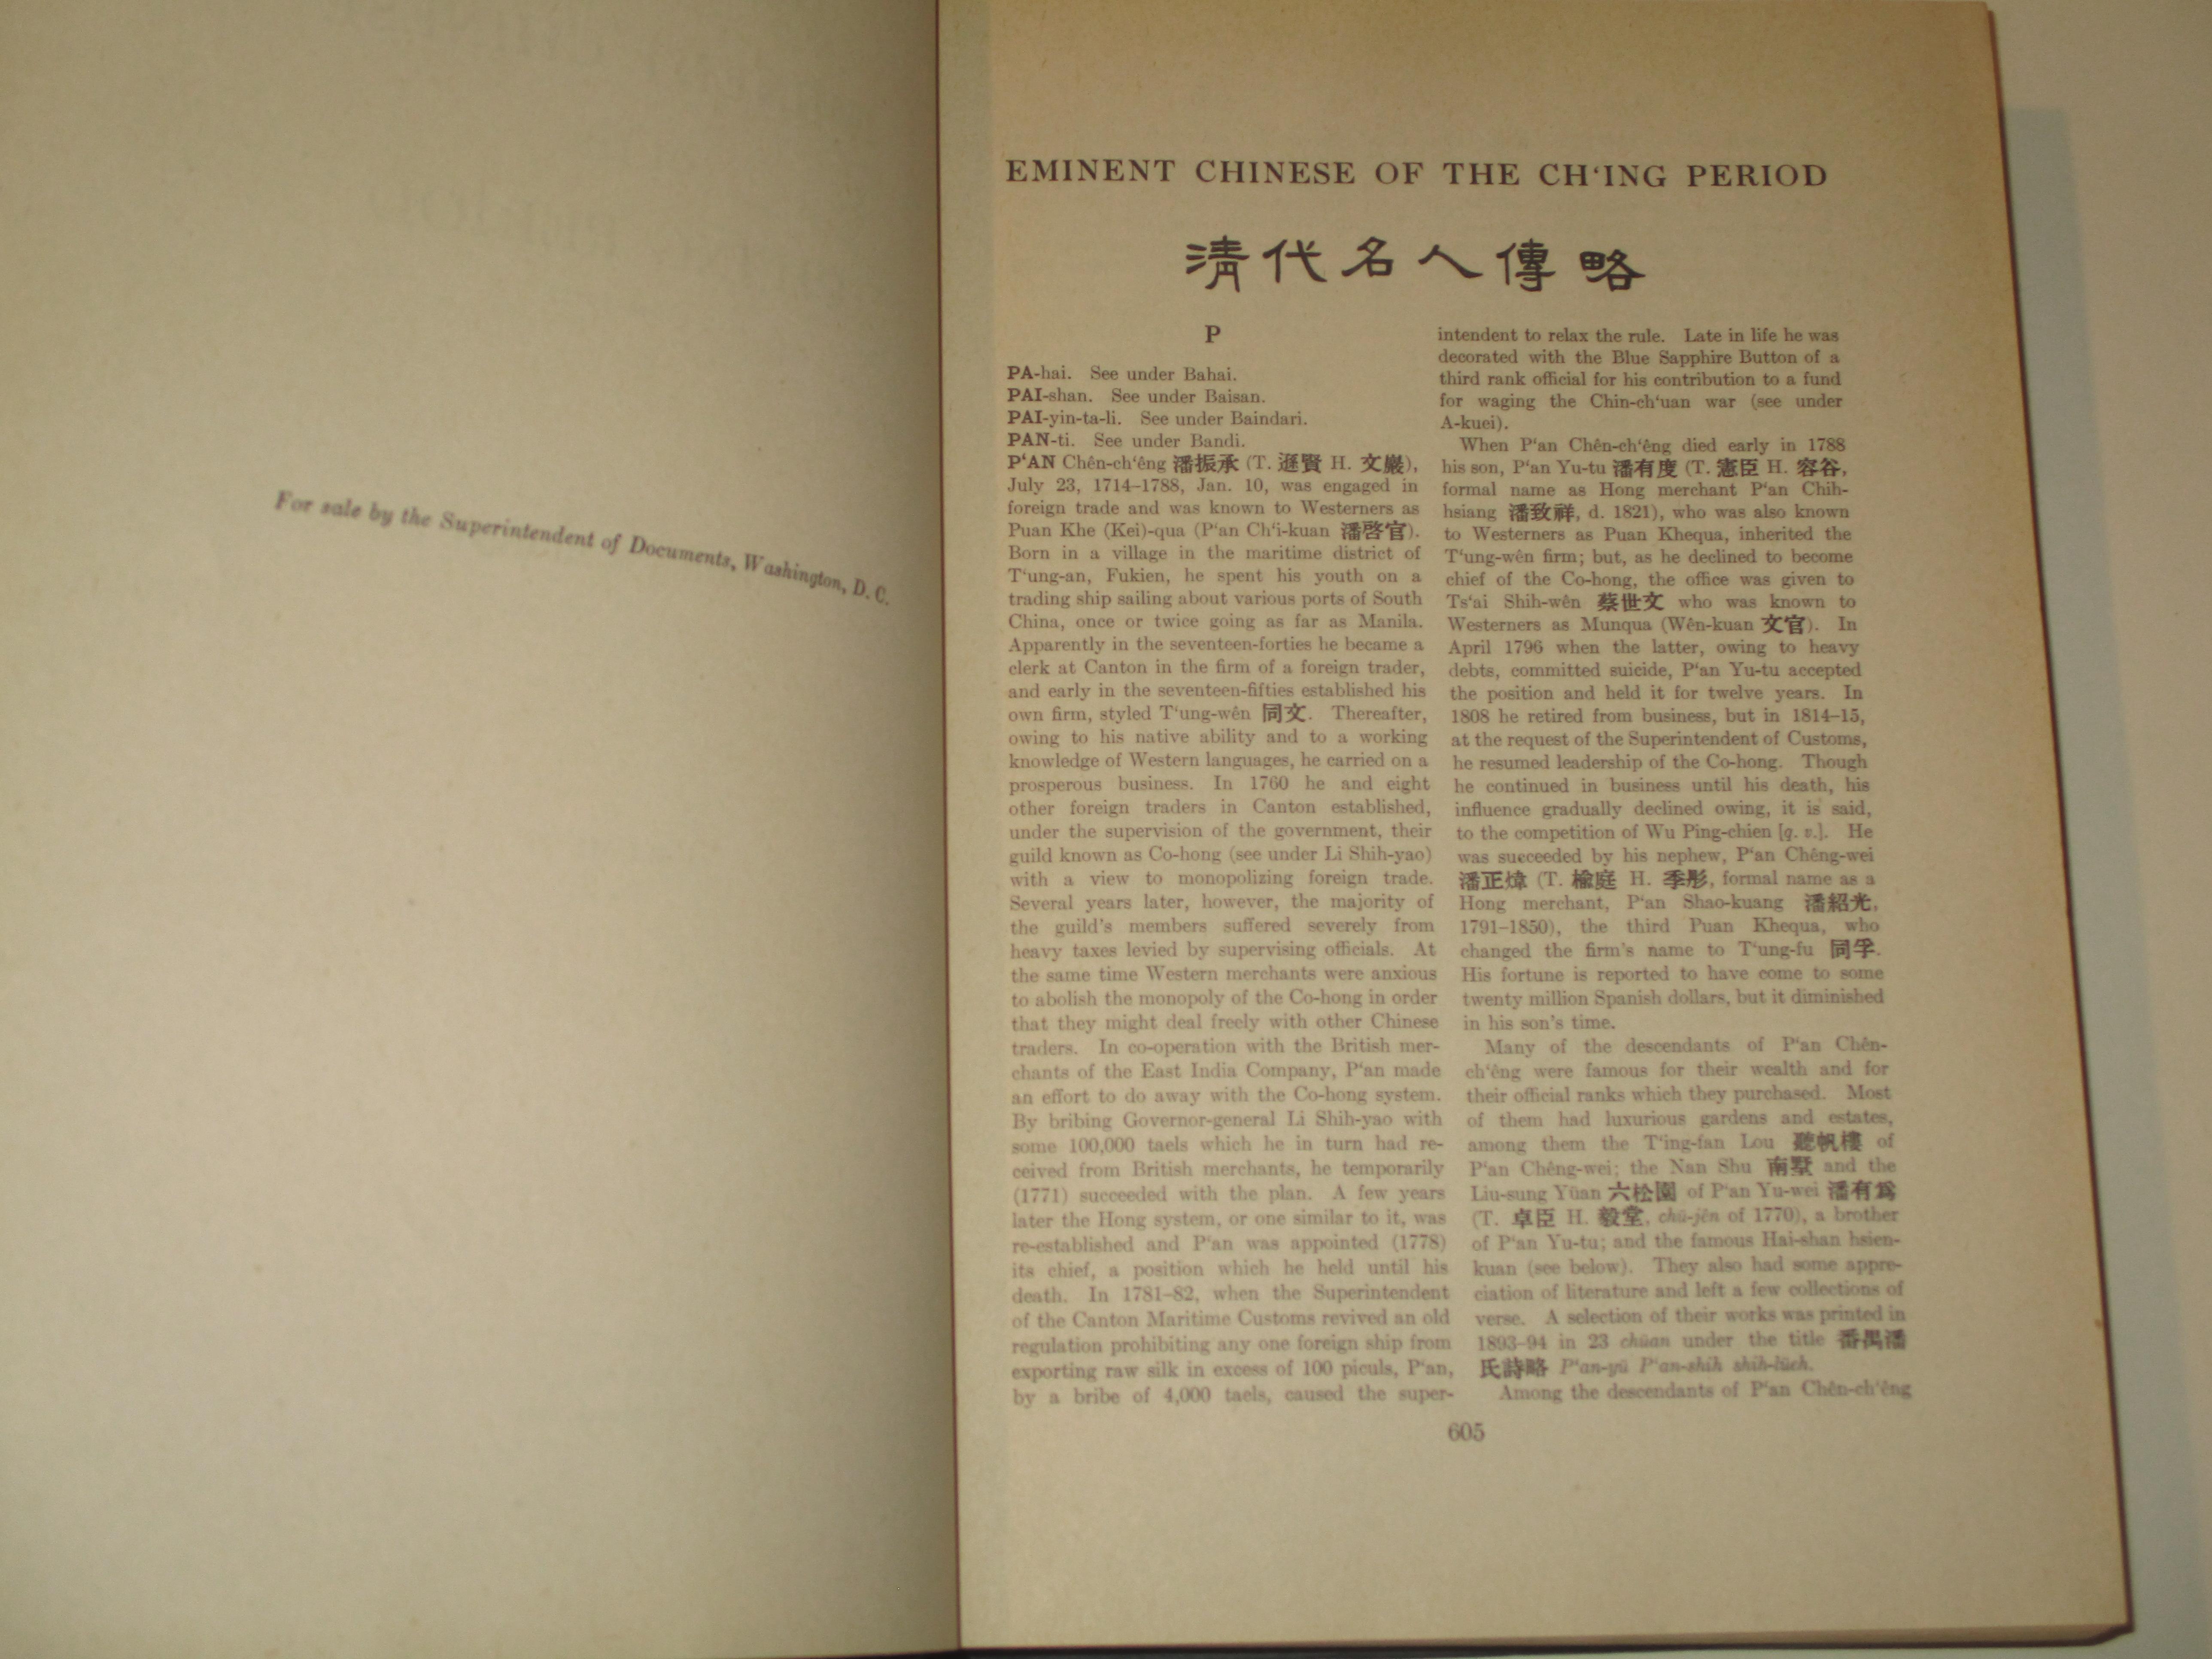 For sale by the Superintendent of Documents, Washington, D. C.
EMINENT CHINESE OF THE CH‘ING PERIOD
清代名人傳略
P
PA-hai. See under Bahai.
PAI-shan. See under Baisan.
PAI-yin-ta-li. See under Baindari.
PAN-ti. See under Bandi.
P‘AN Chên-ch‘êng 潘振承 (T. 遜賢 H. 文巖),
July 23, 1714–1788, Jan. 10, was engaged in
foreign trade and was known to Westerners as
Puan Khe (Kei)-qua (P‘an Ch‘i-kuan 潘啓官).
Born in a village in the maritime district of
T‘ung-an, Fukien, he spent his youth on a
trading ship sailing about various ports of South
China, once or twice going as far as Manila.
Apparently in the seventeen-forties he became a
clerk at Canton in the firm of a foreign trader,
and early in the seventeen-fifties established his
own firm, styled T‘ung-wên 同文. Thereafter,
owing to his native ability and to a working
knowledge of Western languages, he carried on a
prosperous business. In 1760 he and eight
other foreign traders in Canton established,
under the supervision of the government, their
guild known as Co-hong (see under Li Shih-yao)
with a view to monopolizing foreign trade.
Several years later, however, the majority of
the guild's members suffered severely from
heavy taxes levied by supervising officials. At
the same time Western merchants were anxious
to abolish the monopoly of the Co-hong in order
that they might deal freely with other Chinese
traders. In co-operation with the British mer-
chants of the East India Company, P‘an made
an effort to do away with the Co-hong system.
By bribing Governor-general Li Shih-yao with
some 100,000 taels which he in turn had re-
ceived from British merchants, he temporarily
(1771) succeeded with the plan. A few years
later the Hong system, or one similar to it, was
re-established and P‘an was appointed (1778)
its chief, a position which he held until his
death. In 1781–82, when the Superintendent
of the Canton Maritime Customs revived an old
regulation prohibiting any one foreign ship from
exporting raw silk in excess of 100 piculs, P‘an,
by a bribe of 4,000 taels, caused the super-
intendent to relax the rule. Late in life he was
decorated with the Blue Sapphire Button of a
third rank official for his contribution to a fund
for waging the Chin-ch‘uan war (see under
A-kuei).
When P‘an Chên-ch‘êng died early in 1788
his son, P‘an Yu-tu 潘有度 (T. 憲臣 H. 容谷,
formal name as Hong merchant P‘an Chih-
hsiang 潘致祥, d. 1821), who was also known
to Westerners as Puan Khequa, inherited the
T‘ung-wên firm; but, as he declined to become
chief of the Co-hong, the office was given to
Ts‘ai Shih-wên 蔡世文 who was known to
Westerners as Munqua (Wên-kuan 文官). In
April 1796 when the latter, owing to heavy
debts, committed suicide, P‘an Yu-tu accepted
the position and held it for twelve years. In
1808 he retired from business, but in 1814–15,
at the request of the Superintendent of Customs,
he resumed leadership of the Co-hong. Though
he continued in business until his death, his
influence gradually declined owing, it is said,
to the competition of Wu Ping-chien [q. v.]. He
was succeeded by his nephew, P‘an Chêng-wei
潘正煒 (T. 榆庭 H. 季彤, formal name as a
Hong merchant, P‘an Shao-kuang 潘紹光,
1791–1850), the third Puan Khequa, who
changed the firm's name to T‘ung-fu 同孚.
His fortune is reported to have come to some
twenty million Spanish dollars, but it diminished
in his son's time.
Many of the descendants of P‘an Chên-
ch‘êng were famous for their wealth and for
their official ranks which they purchased. Most
of them had luxurious gardens and estates,
among them the T‘ing-fan Lou 聽帆樓 of
P‘an Chêng-wei; the Nan Shu 南墅 and the
Liu-sung Yüan 六松園 of P‘an Yu-wei 潘有爲
(T. 卓臣 H. 毅堂, chü-jên of 1770), a brother
of P‘an Yu-tu; and the famous Hai-shan hsien-
kuan (see below). They also had some appre-
ciation of literature and left a few collections of
verse. A selection of their works was printed in
1893–94 in 23 chüan under the title 番禺潘
氏詩略 P‘an-yü P‘an-shih shih-lüeh.
Among the descendants of P‘an Chên-ch‘êng
605